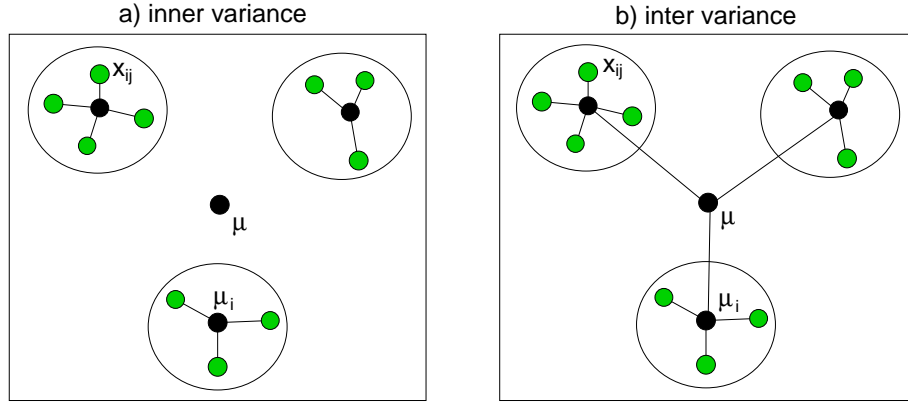 a) inner variance
x_ij
μ
μ_i
b) inter variance
x_ij
μ
μ_i